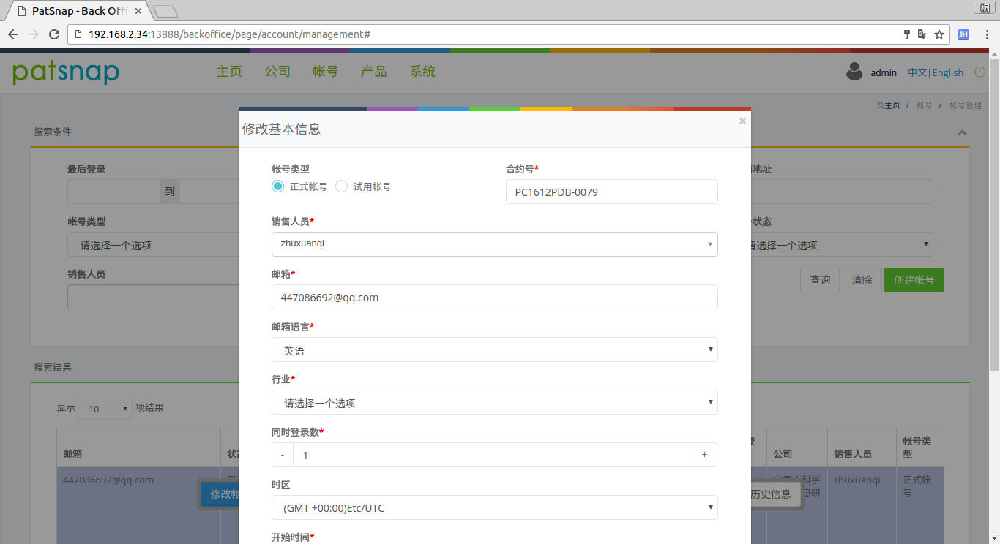 PatSnap - Back Offi
192.168.2.34:13888/backoffice/page/account/management#
JH
patsnap
主页 公司 帐号 产品 系统
admin 中文|English
主页 / 帐号 / 帐号管理
修改基本信息 ×
搜索条件
最后登录
到
地址
帐号类型
请选择一个选项
状态
请选择一个选项
销售人员
查询 清除 创建帐号
帐号类型
正式帐号 试用帐号
合约号*
PC1612PDB-0079
销售人员*
zhuxuanqi
邮箱*
447086692@qq.com
邮箱语言*
英语
行业*
请选择一个选项
同时登录数*
- 1 +
时区
(GMT +00:00)Etc/UTC
开始时间*
搜索结果
显示 10 项结果
邮箱 公司 销售人员 帐号类型
447086692@qq.com zhuxuanqi 正式帐号
修改帐
历史信息